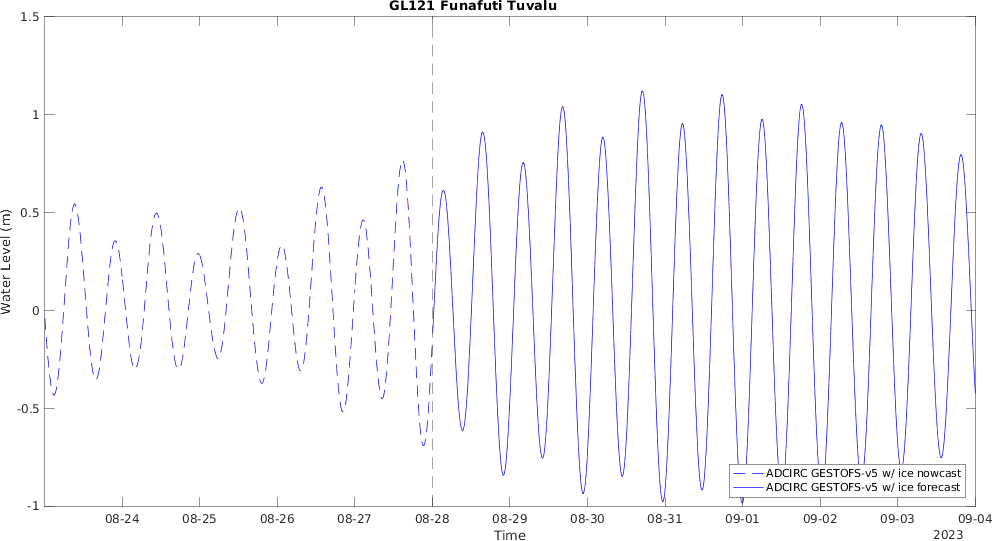 GL121 Funafuti Tuvalu
1.5
1
0.5
0
-0.5
-1
Water Level (m)
ADCIRC GESTOFS-v5 w/ ice nowcast
ADCIRC GESTOFS-v5 w/ ice forecast
08-24 08-25 08-26 08-27 08-28 08-29 08-30 08-31 09-01 09-02 09-03 09-04
Time
2023